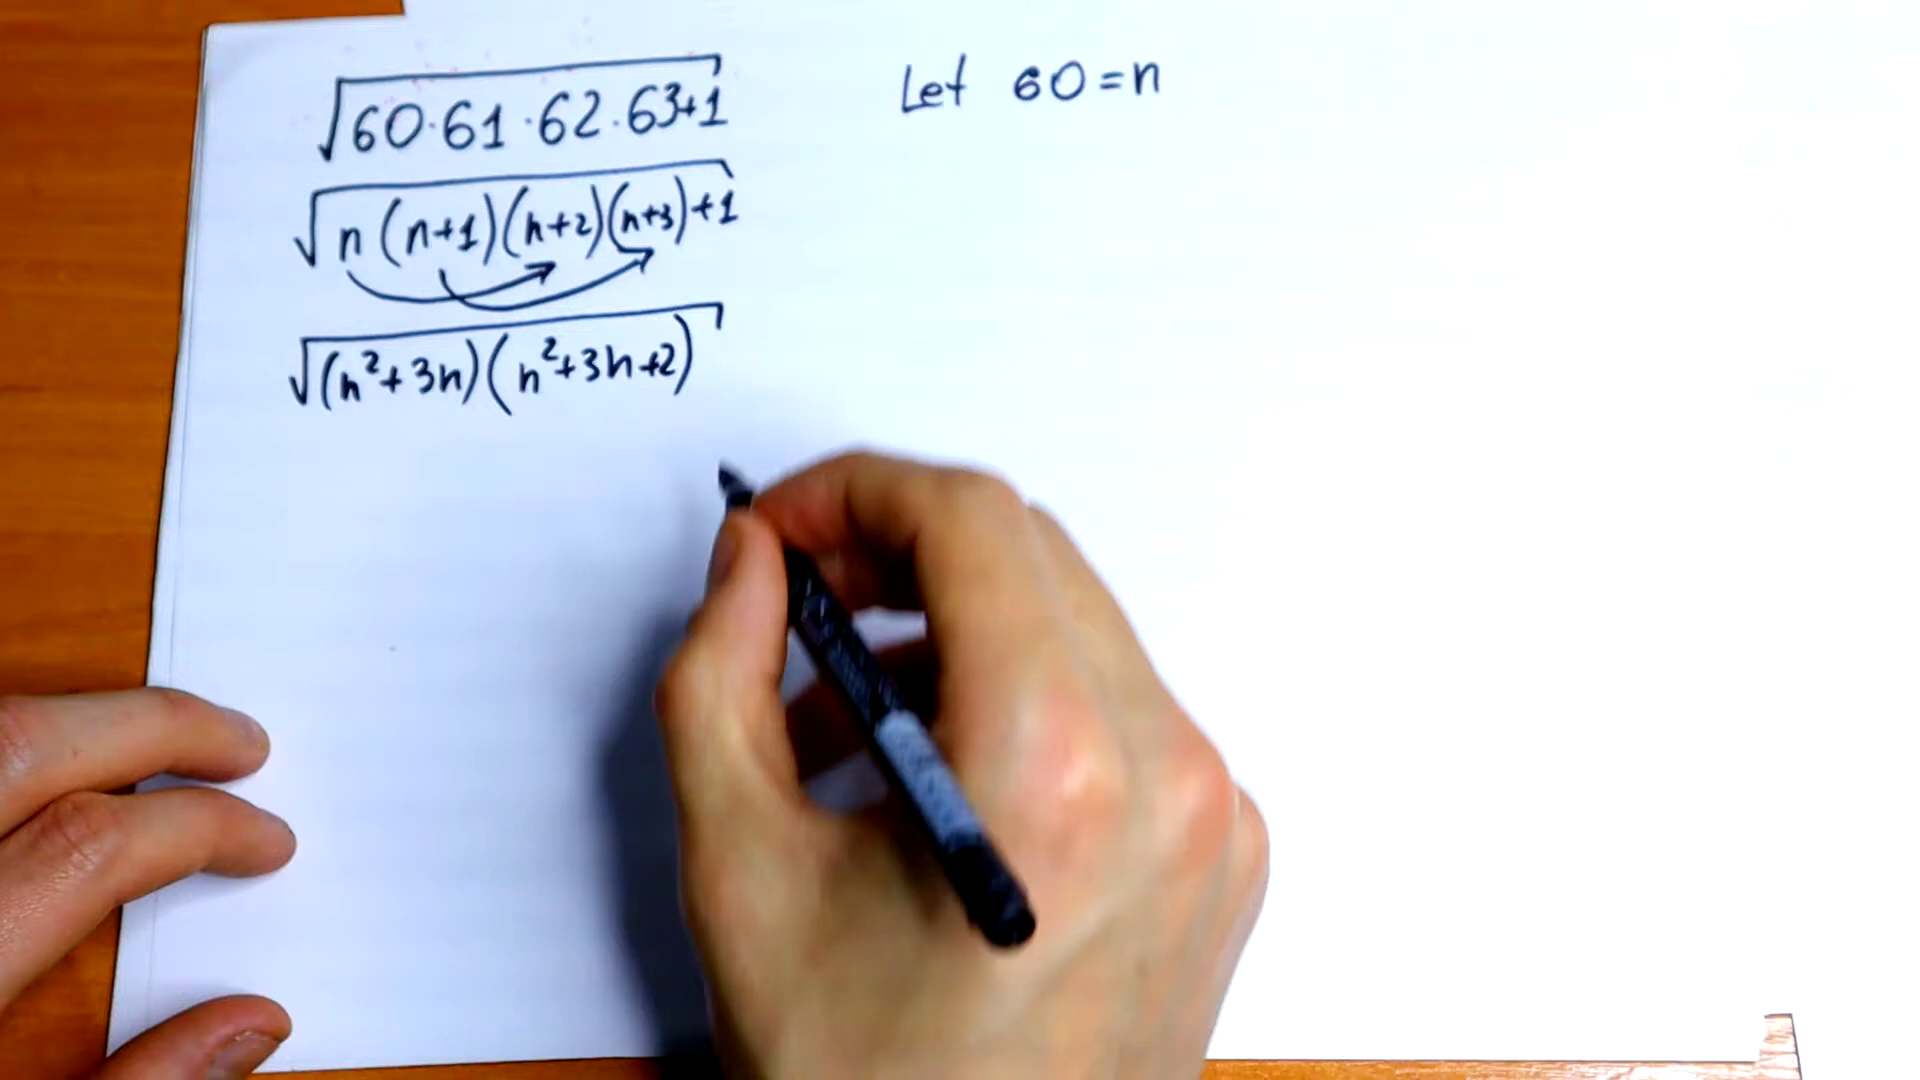 √60·61·62·63+1 Let 60=n
√n(n+1)(n+2)(n+3)+1
√(n²+3n)(n²+3n+2)